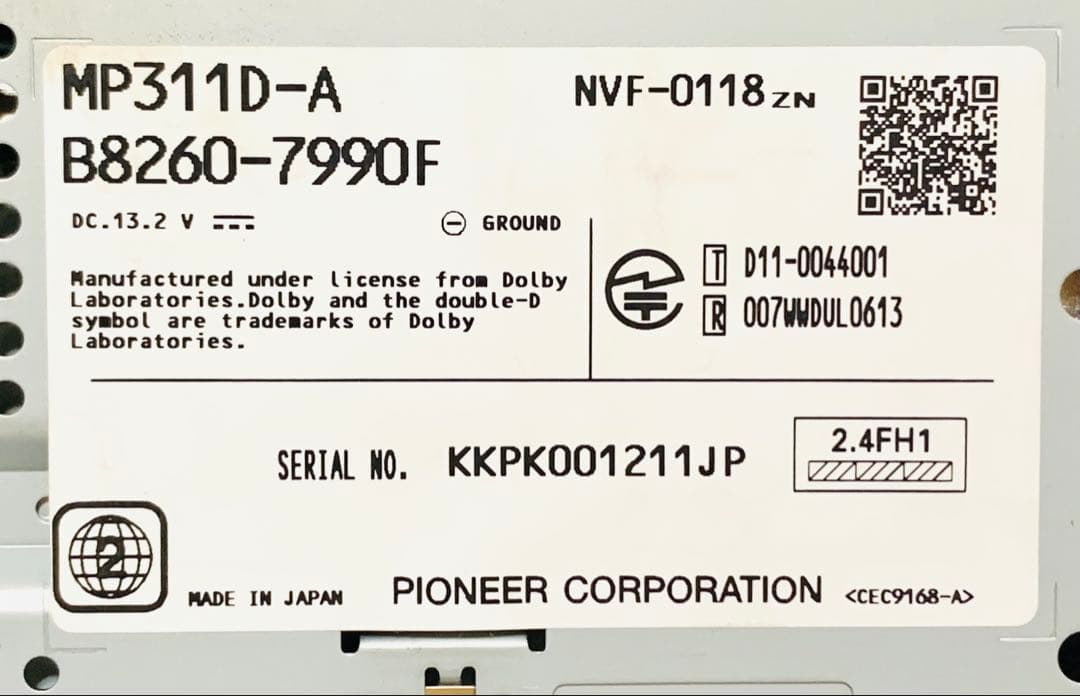 MP311D-A
NVF-0118ZN
B8260-7990F
DC.13.2 V
GROUND
Manufactured under license from Dolby
Laboratories.Dolby and the double-D
symbol are trademarks of Dolby
Laboratories.
T D11-0044001
R 007WWDUL0613
SERIAL NO. KKPK001211JP
2.4FH1
2
MADE IN JAPAN PIONEER CORPORATION <CEC9168-A>